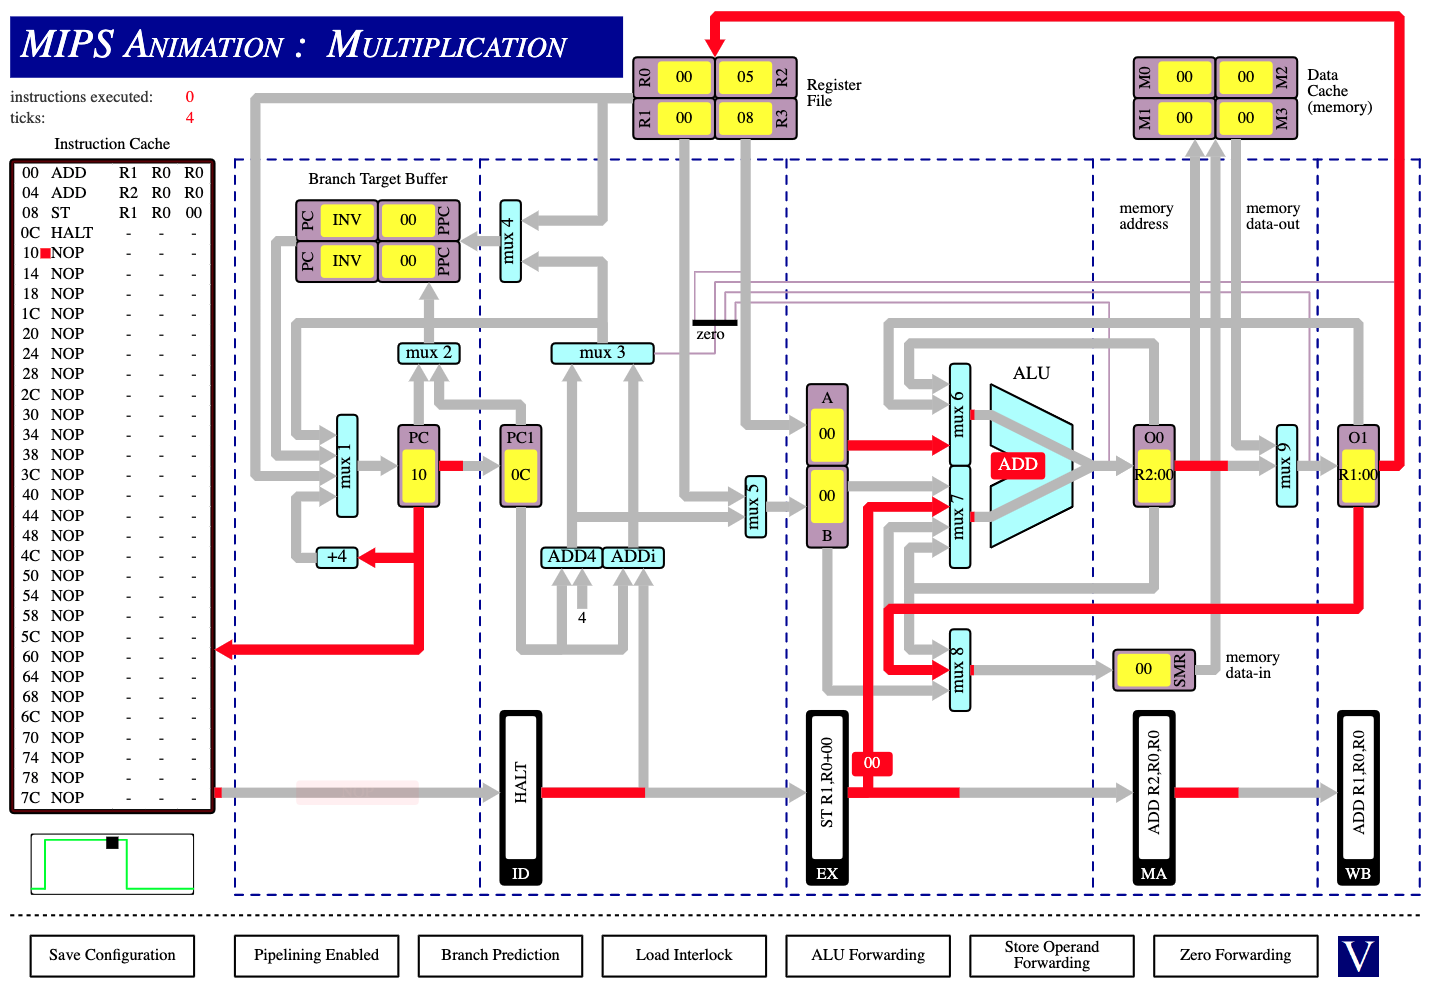 MIPS ANIMATION : MULTIPLICATION
instructions executed: 0
ticks: 4
Instruction Cache
00 ADD R1 R0 R0
04 ADD R2 R0 R0
08 ST R1 R0 00
0C HALT - - -
10 NOP - - -
14 NOP - - -
18 NOP - - -
1C NOP - - -
20 NOP - - -
24 NOP - - -
28 NOP - - -
2C NOP - - -
30 NOP - - -
34 NOP - - -
38 NOP - - -
3C NOP - - -
40 NOP - - -
44 NOP - - -
48 NOP - - -
4C NOP - - -
50 NOP - - -
54 NOP - - -
58 NOP - - -
5C NOP - - -
60 NOP - - -
64 NOP - - -
68 NOP - - -
6C NOP - - -
70 NOP - - -
74 NOP - - -
78 NOP - - -
7C NOP - - -
R0 00 05 R2
R1 00 08 R3
Register
File
M0 00 00 M2
M1 00 00 M3
Data
Cache
(memory)
Branch Target Buffer
PC INV 00 PPC
PC INV 00 PPC
mux 4
memory
address
memory
data-out
zero
mux 2
mux 3
mux 1
PC
10
PC1
0C
+4
ADD4
ADDi
4
mux 5
A
00
00
B
mux 6
mux 7
ALU
ADD
mux 8
O0
R2:00
mux 9
O1
R1:00
00 SMR
memory
data-in
00
HALT
ID
ST R1,R0+00
EX
ADD R2,R0,R0
MA
ADD R1,R0,R0
WB
Save Configuration
Pipelining Enabled
Branch Prediction
Load Interlock
ALU Forwarding
Store Operand
Forwarding
Zero Forwarding
V